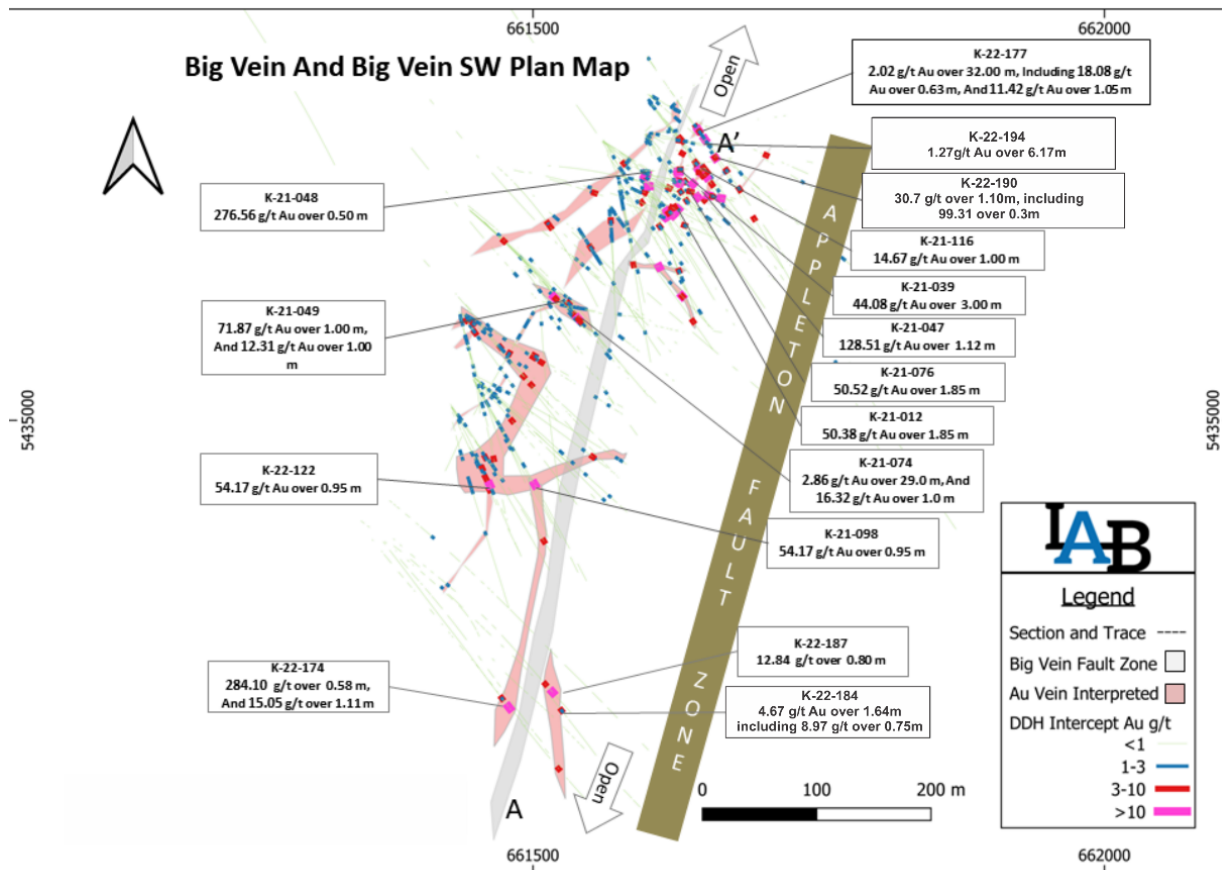 661500
662000
Big Vein And Big Vein SW Plan Map
Open
K-22-177
2.02 g/t Au over 32.00 m, Including 18.08 g/t
Au over 0.63 m, And 11.42 g/t Au over 1.05 m
A'
K-22-194
1.27g/t Au over 6.17m
K-22-190
30.7 g/t over 1.10m, including
99.31 over 0.3m
K-21-048
276.56 g/t Au over 0.50 m
K-21-116
14.67 g/t Au over 1.00 m
K-21-039
44.08 g/t Au over 3.00 m
K-21-049
71.87 g/t Au over 1.00 m,
And 12.31 g/t Au over 1.00
m
K-21-047
128.51 g/t Au over 1.12 m
K-21-076
50.52 g/t Au over 1.85 m
K-21-012
50.38 g/t Au over 1.85 m
5435000
5435000
K-22-122
54.17 g/t Au over 0.95 m
K-21-074
2.86 g/t Au over 29.0 m, And
16.32 g/t Au over 1.0 m
K-21-098
54.17 g/t Au over 0.95 m
APPLETON FAULT ZONE
K-22-174
284.10 g/t over 0.58 m,
And 15.05 g/t over 1.11m
K-22-187
12.84 g/t over 0.80 m
K-22-184
4.67 g/t Au over 1.64m
including 8.97 g/t over 0.75m
Open
A
0 100 200 m
LAB
Legend
Section and Trace
Big Vein Fault Zone
Au Vein Interpreted
DDH Intercept Au g/t
<1
1-3
3-10
>10
661500
662000